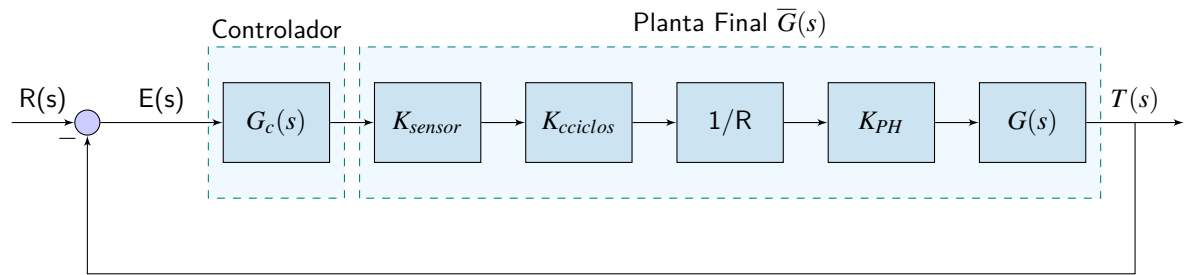 Planta Final G̅(s)
Controlador
R(s)
E(s)
−
G_c(s)
K_sensor
K_cciclos
1/R
K_PH
G(s)
T(s)